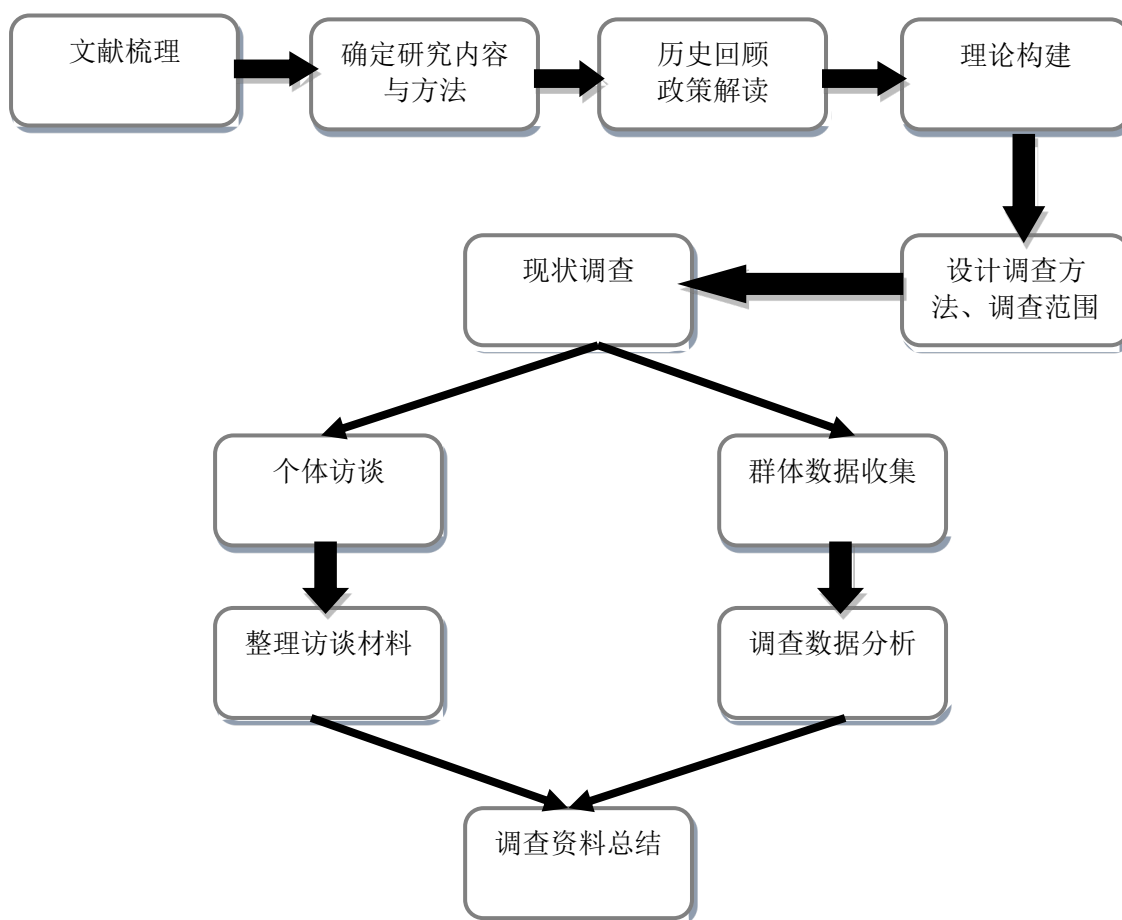 文献梳理
确定研究内容
与方法
历史回顾
政策解读
理论构建
现状调查
设计调查方
法、调查范围
个体访谈
群体数据收集
整理访谈材料
调查数据分析
调查资料总结